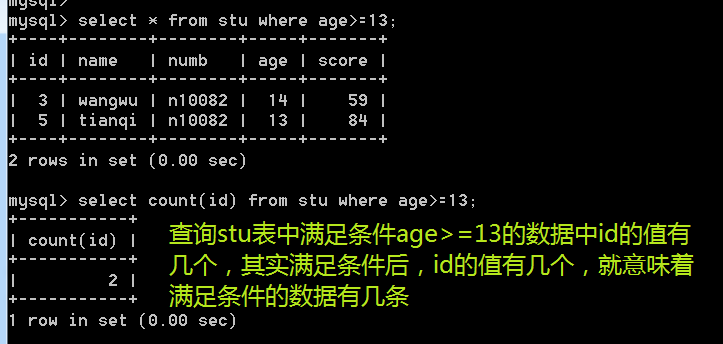 mysql>
mysql> select * from stu where age>=13;
+----+--------+--------+-----+-------+
| id | name   | numb   | age | score |
+----+--------+--------+-----+-------+
|  3 | wangwu | n10082 |  14 |    59 |
|  5 | tianqi | n10082 |  13 |    84 |
+----+--------+--------+-----+-------+
2 rows in set (0.00 sec)
mysql> select count(id) from stu where age>=13;
+-----------+
| count(id) |
+-----------+
|         2 |
+-----------+
1 row in set (0.00 sec)
查询stu表中满足条件age>=13的数据中id的值有
几个，其实满足条件后，id的值有几个，就意味着
满足条件的数据有几条